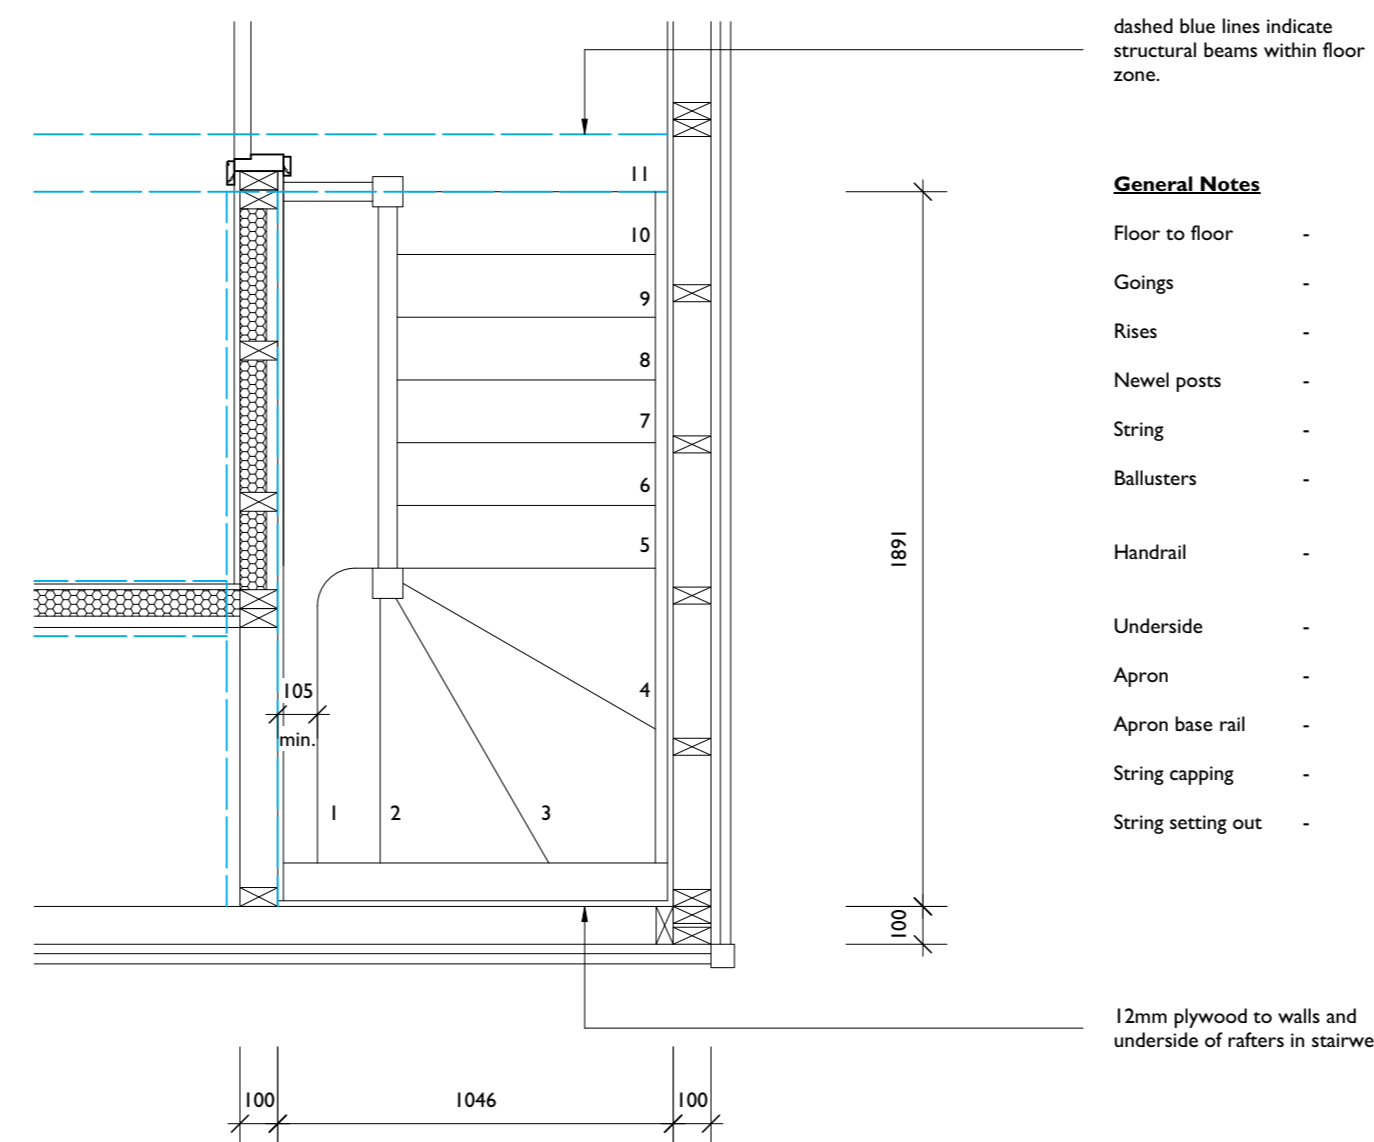 dashed blue lines indicate
structural beams within floor
zone.
General Notes
Floor to floor -
Goings -
Rises -
Newel posts -
String -
Ballusters -
Handrail -
Underside -
Apron -
Apron base rail -
String capping -
String setting out -
11
10
9
8
7
6
5
4
105
min.
1 2 3
1891
100
12mm plywood to walls and
underside of rafters in stairwe
100 1046 100